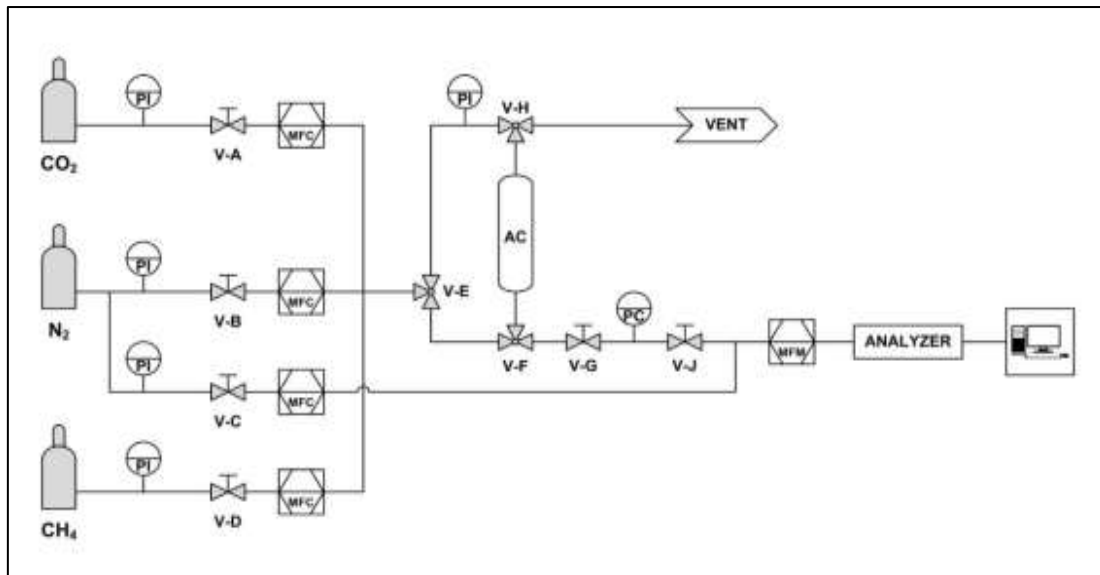 PI
V-A
MFC
CO₂
PI
V-H
VENT
AC
PI
V-B
MFC
N₂
V-E
PI
V-C
MFC
V-F
V-G
PC
V-J
MFM
ANALYZER
PI
V-D
MFC
CH₄